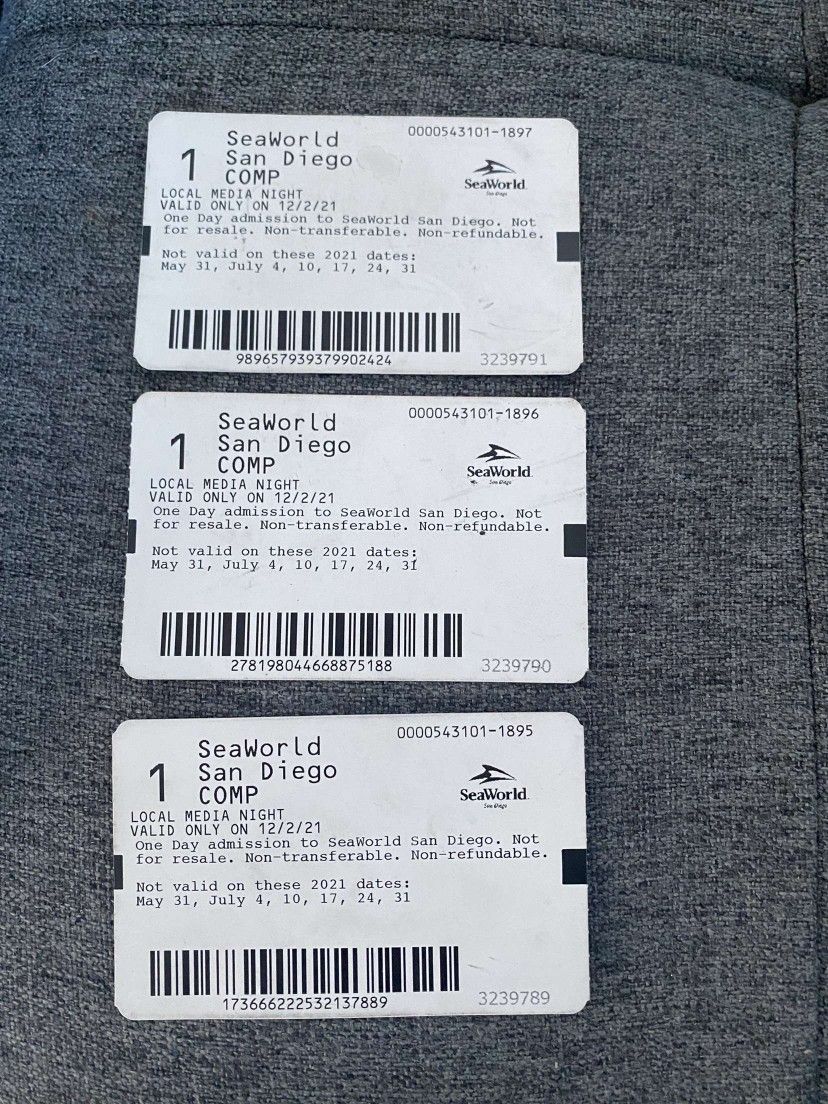 SeaWorld
San Diego
COMP
1
0000543101-1897
SeaWorld
San Diego
LOCAL MEDIA NIGHT
VALID ONLY ON 12/2/21
One Day admission to SeaWorld San Diego. Not
for resale. Non-transferable. Non-refundable.
Not valid on these 2021 dates:
May 31, July 4, 10, 17, 24, 31
989657939379902424
3239791
SeaWorld
San Diego
COMP
1
0000543101-1896
SeaWorld
San Diego
LOCAL MEDIA NIGHT
VALID ONLY ON 12/2/21
One Day admission to SeaWorld San Diego. Not
for resale. Non-transferable. Non-refundable.
Not valid on these 2021 dates:
May 31, July 4, 10, 17, 24, 31
278198044668875188
3239790
SeaWorld
San Diego
COMP
1
0000543101-1895
SeaWorld
San Diego
LOCAL MEDIA NIGHT
VALID ONLY ON 12/2/21
One Day admission to SeaWorld San Diego. Not
for resale. Non-transferable. Non-refundable.
Not valid on these 2021 dates:
May 31, July 4, 10, 17, 24, 31
173666222532137889
3239789